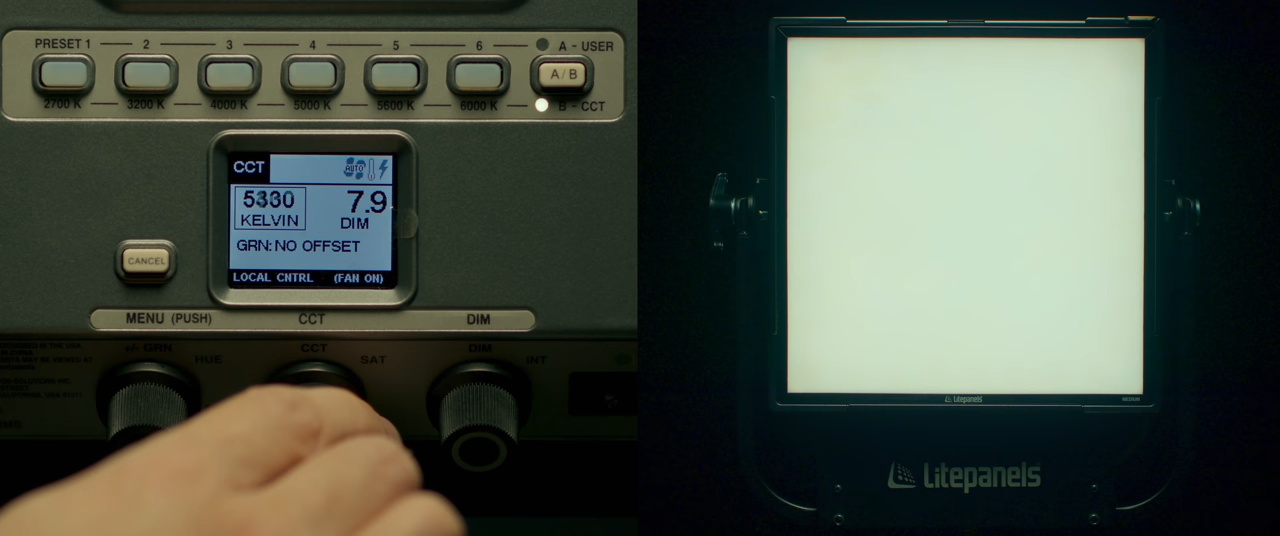 PRESET 1 2 3 4 5 6 A - USER
A/B
2700 K 3200 K 4000 K 5000 K 5600 K 6000 K B - CCT
CCT AUTO
7.9
KELVIN DIM
GRN: NO OFFSET
LOCAL CNTRL (FAN ON)
CANCEL
MENU (PUSH) CCT DIM
+/- GRN CCT DIM
HUE SAT INT
Litepanels
MEDIUM
Litepanels